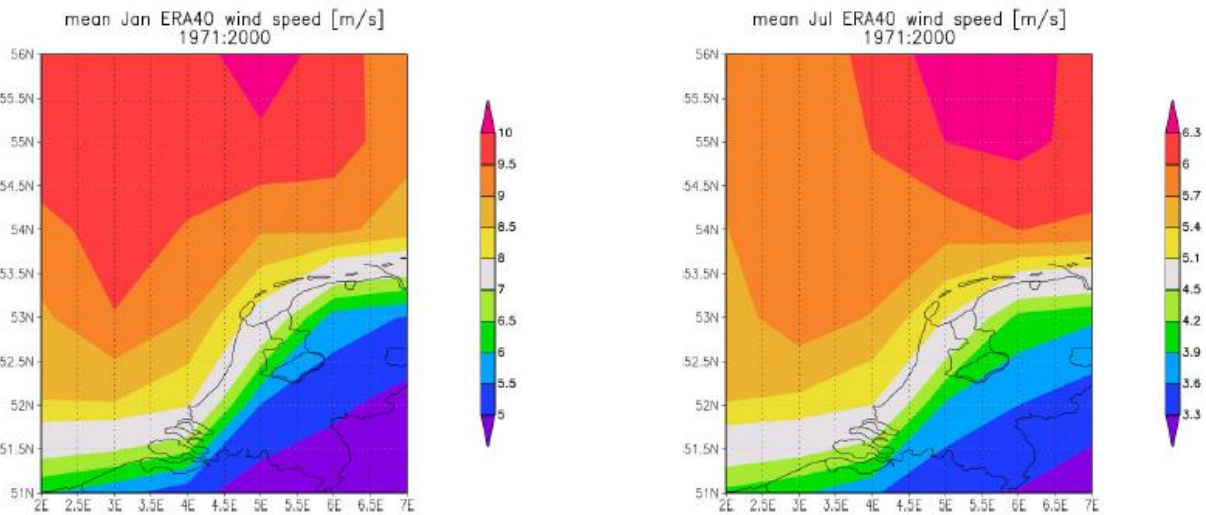 mean Jan ERA40 wind speed [m/s]
1971:2000
56N
55.5N
55N
54.5N
54N
53.5N
53N
52.5N
52N
51.5N
51N
2E 2.5E 3E 3.5E 4E 4.5E 5E 5.5E 6E 6.5E 7E
10
9.5
9
8.5
8
7
6.5
6
5.5
5
mean Jul ERA40 wind speed [m/s]
1971:2000
56N
55.5N
55N
54.5N
54N
53.5N
53N
52.5N
52N
51.5N
51N
2E 2.5E 3E 3.5E 4E 4.5E 5E 5.5E 6E 6.5E 7E
6.3
6
5.7
5.4
5.1
4.5
4.2
3.9
3.6
3.3